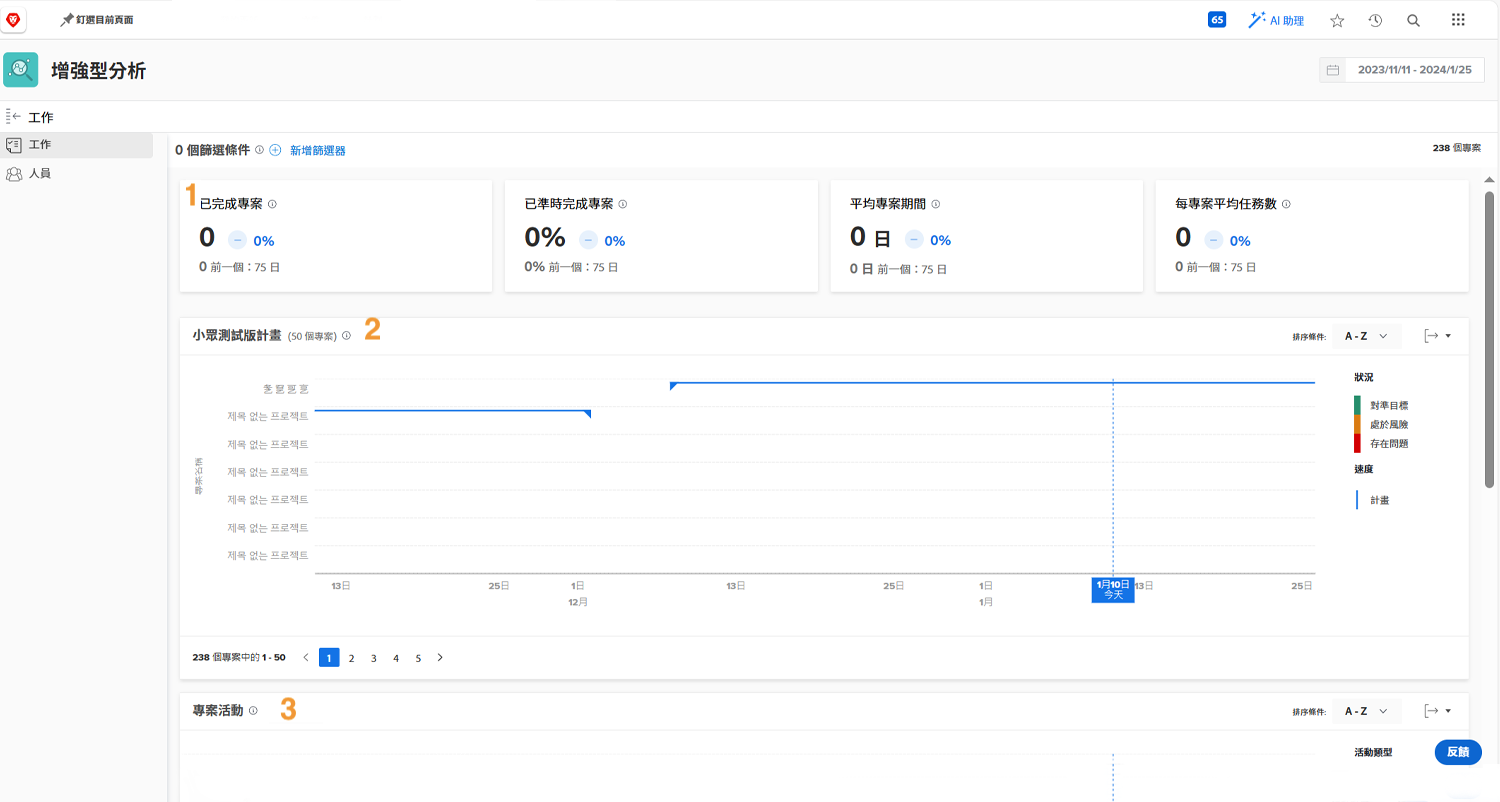 釘選目前頁面
65 AI 助理
增強型分析
2023/11/11 - 2024/1/25
工作
工作
人員
0 個篩選條件 新增篩選器
238 個專案
1
已完成專案
0 0%
0 前一個：75 日
已準時完成專案
0% 0%
0% 前一個：75 日
平均專案期間
0 日 0%
0 日 前一個：75 日
每專案平均任務數
0 0%
0 前一個：75 日
小眾測試版計畫 (50 個專案) 2
排序條件: A - Z
제목 없는 프로젝트
제목 없는 프로젝트
제목 없는 프로젝트
제목 없는 프로젝트
제목 없는 프로젝트
제목 없는 프로젝트
13日 25日 1日 13日 25日 1日 13日 25日
12月 1月
1月10日
今天
狀況
對準目標
處於風險
存在問題
速度
計畫
238 個專案中的 1 - 50 1 2 3 4 5
專案活動 3
排序條件: A - Z
活動類型
反饋